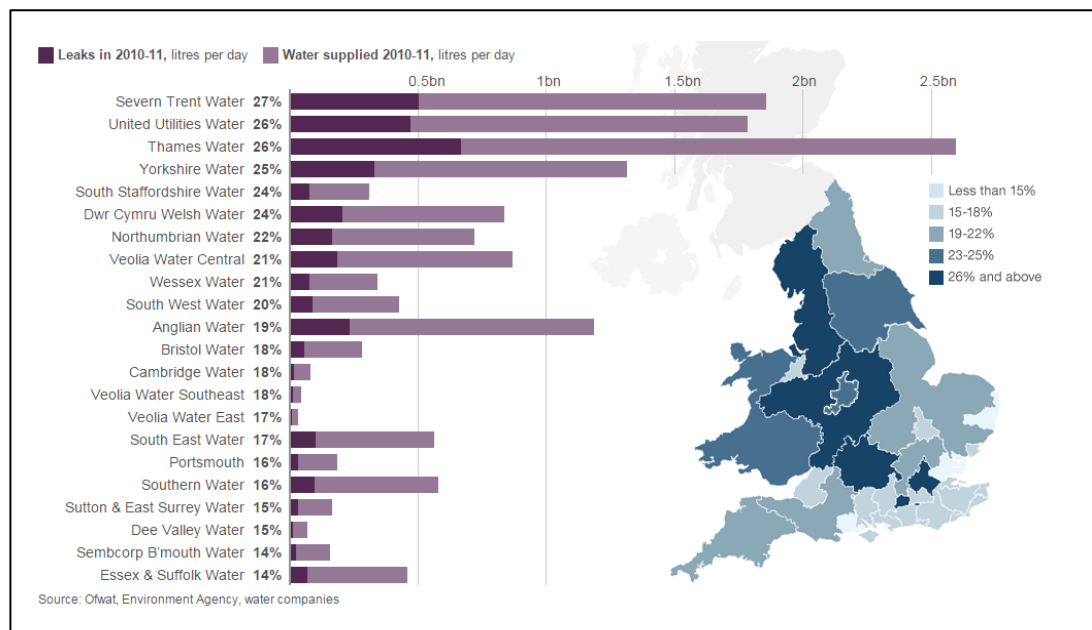 Leaks in 2010-11, litres per day Water supplied 2010-11, litres per day
0.5bn 1bn 1.5bn 2bn 2.5bn
Severn Trent Water 27%
United Utilities Water 26%
Thames Water 26%
Yorkshire Water 25%
South Staffordshire Water 24%
Dwr Cymru Welsh Water 24%
Northumbrian Water 22%
Veolia Water Central 21%
Wessex Water 21%
South West Water 20%
Anglian Water 19%
Bristol Water 18%
Cambridge Water 18%
Veolia Water Southeast 18%
Veolia Water East 17%
South East Water 17%
Portsmouth 16%
Southern Water 16%
Sutton & East Surrey Water 15%
Dee Valley Water 15%
Sembcorp B'mouth Water 14%
Essex & Suffolk Water 14%
Less than 15%
15-18%
19-22%
23-25%
26% and above
Source: Ofwat, Environment Agency, water companies